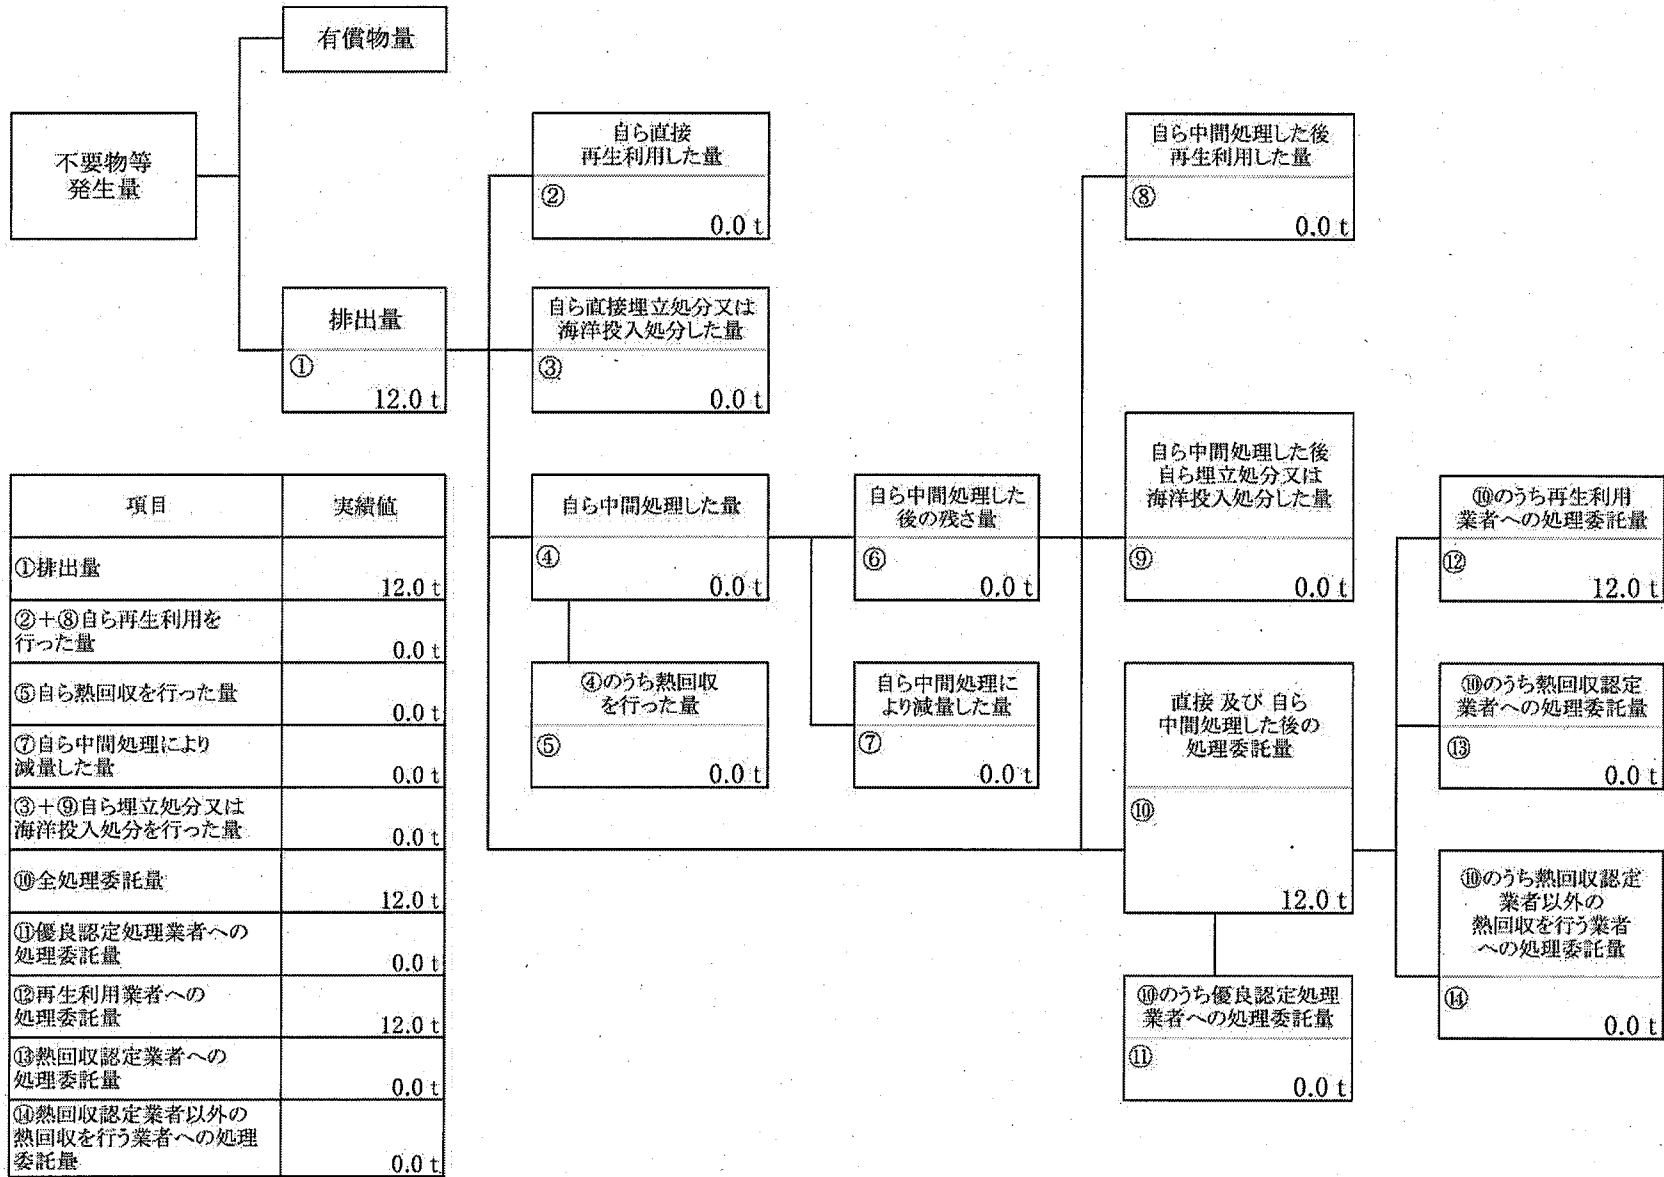 有償物量
不要物等
発生量
排出量
①
12.0 t
自ら直接
再生利用した量
②
0.0 t
自ら直接埋立処分又は
海洋投入処分した量
③
0.0 t
自ら中間処理した量
④
0.0 t
④のうち熱回収
を行った量
⑤
0.0 t
自ら中間処理した
後の残さ量
⑥
0.0 t
自ら中間処理に
より減量した量
⑦
0.0 t
自ら中間処理した後
再生利用した量
⑧
0.0 t
自ら中間処理した後
自ら埋立処分又は
海洋投入処分した量
⑨
0.0 t
直接 及び 自ら
中間処理した後の
処理委託量
⑩
12.0 t
⑩のうち優良認定処理
業者への処理委託量
⑪
0.0 t
⑩のうち再生利用
業者への処理委託量
⑫
12.0 t
⑩のうち熱回収認定
業者への処理委託量
⑬
0.0 t
⑩のうち熱回収認定
業者以外の
熱回収を行う業者
への処理委託量
⑭
0.0 t
項目 実績値
①排出量
12.0 t
②+⑧自ら再生利用を
行った量
0.0 t
⑤自ら熱回収を行った量
0.0 t
⑦自ら中間処理により
減量した量
0.0 t
③+⑨自ら埋立処分又は
海洋投入処分を行った量
0.0 t
⑩全処理委託量
12.0 t
⑪優良認定処理業者への
処理委託量
0.0 t
⑫再生利用業者への
処理委託量
12.0 t
⑬熱回収認定業者への
処理委託量
0.0 t
⑭熱回収認定業者以外の
熱回収を行う業者への処理
委託量
0.0 t